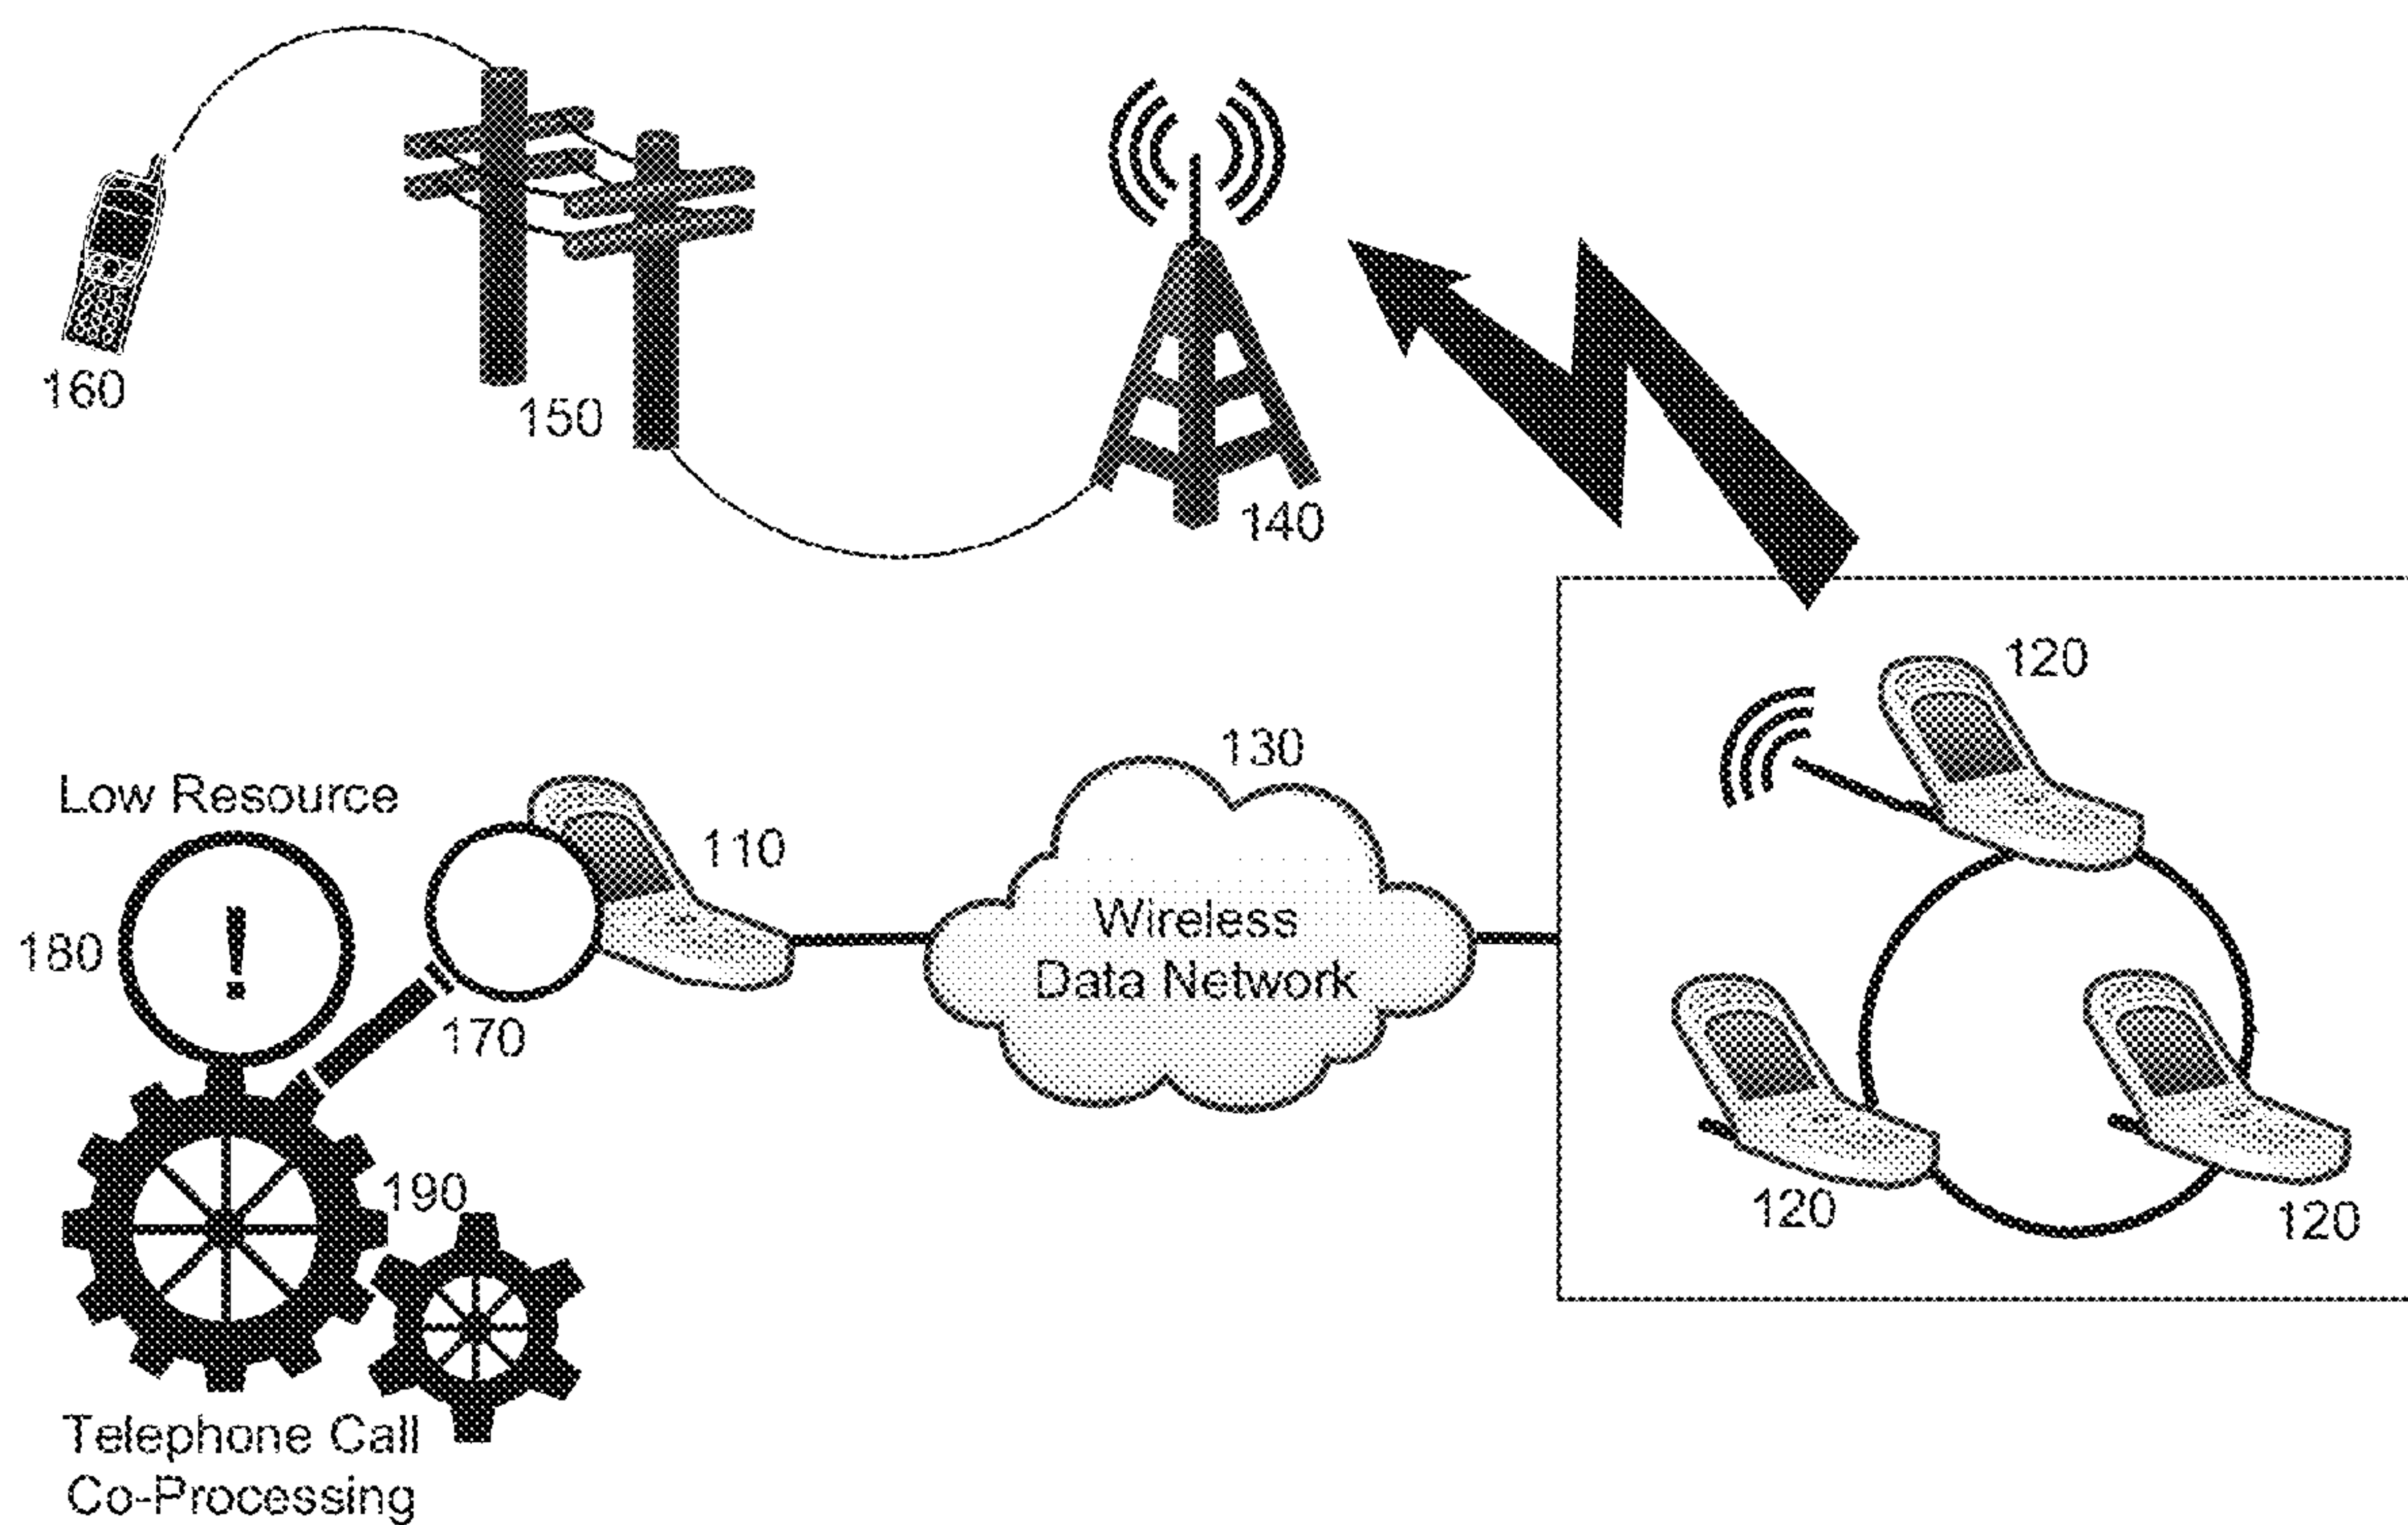 160
150
140
120
130
Low Resource
110
Wireless
180
!
Data Network
170
190
120
120
Telephone Call
Co-Processing